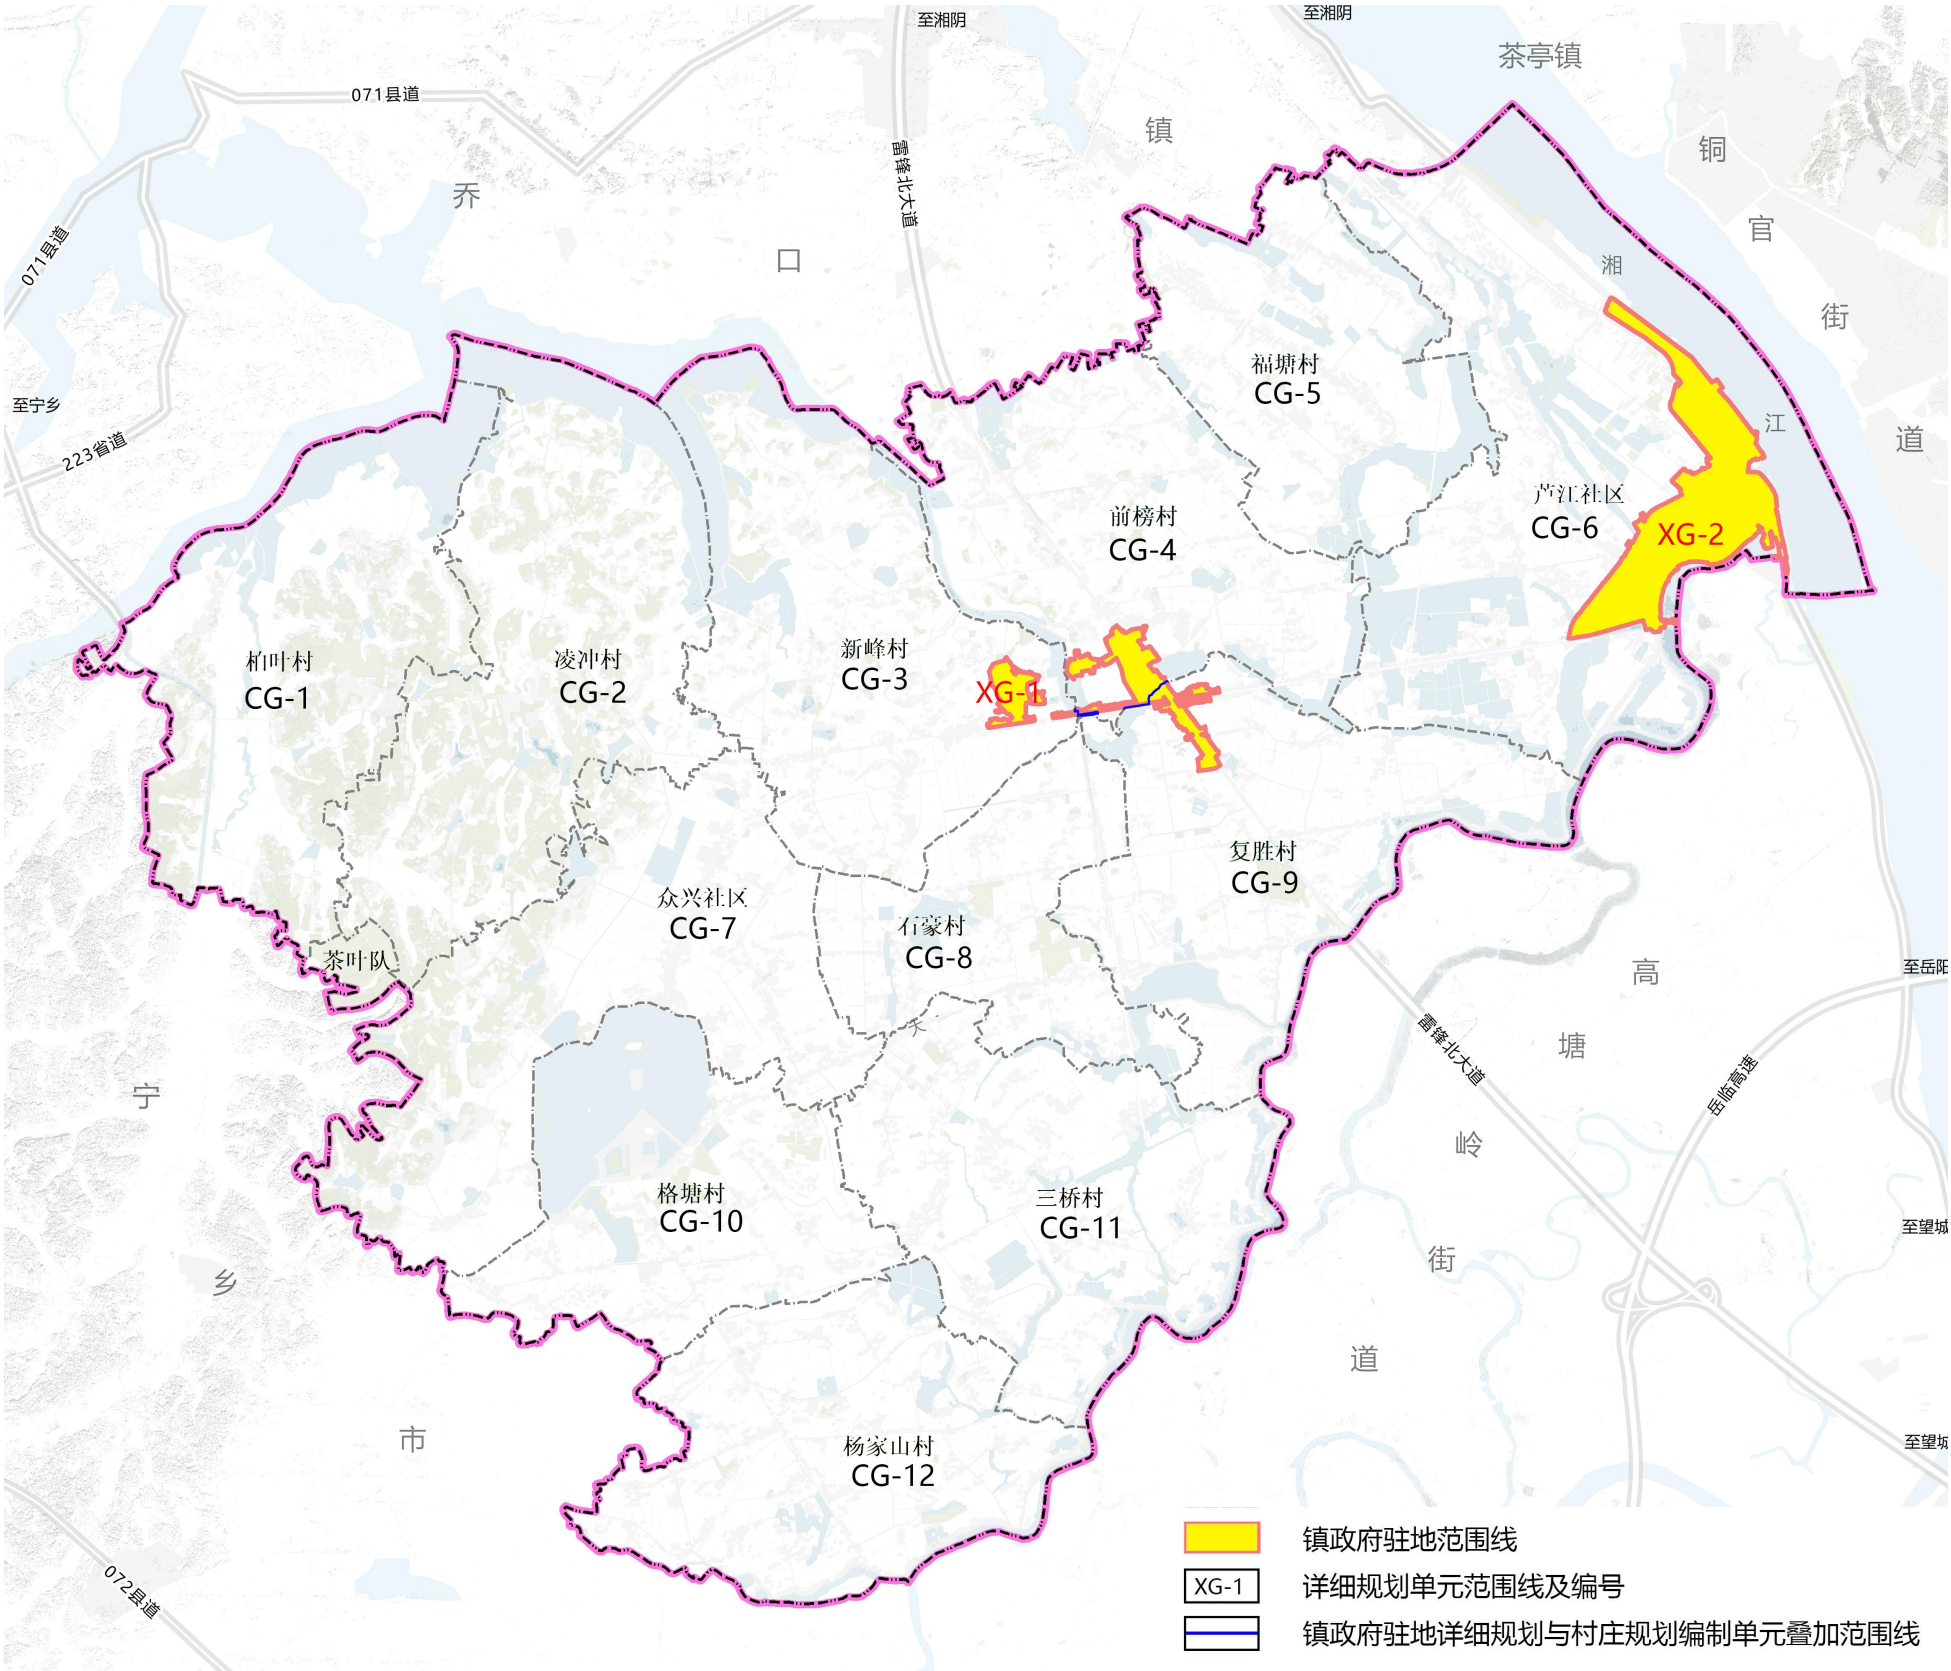 至湘阴
至湘阴
茶亭镇
071县道
镇
铜
雷锋北大道
乔
官
071县道
口
湘
街
福塘村
CG-5
至宁乡
江
道
223省道
芦江社区
CG-6
前榜村
CG-4
XG-2
柏叶村
CG-1
凌冲村
CG-2
新峰村
CG-3
XG-1
复胜村
CG-9
众兴社区
CG-7
石豪村
CG-8
茶叶队
高
至岳阳
天
塘
雷锋北大道
宁
岳临高速
岭
格塘村
CG-10
三桥村
CG-11
至望城
街
乡
道
市
杨家山村
CG-12
至望城
072县道
镇政府驻地范围线
XG-1
详细规划单元范围线及编号
镇政府驻地详细规划与村庄规划编制单元叠加范围线